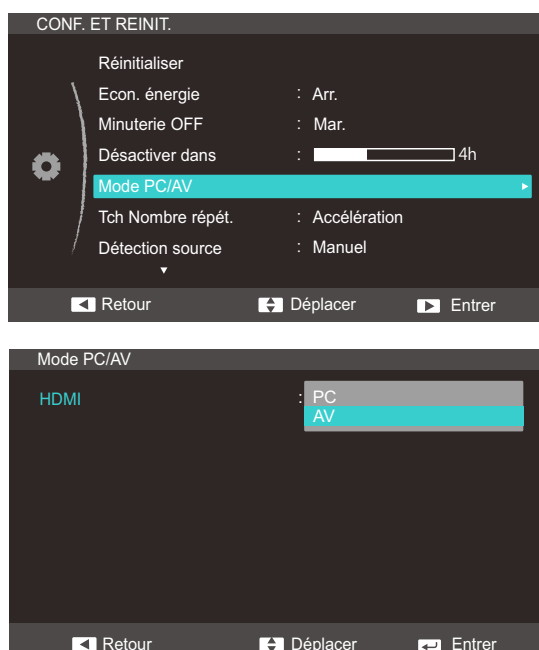 CONF. ET REINIT.
Réinitialiser
Econ. énergie : Arr.
Minuterie OFF : Mar.
Désactiver dans : 4h
Mode PC/AV
Tch Nombre répét. : Accélération
Détection source : Manuel
Retour Déplacer Entrer
Mode PC/AV
HDMI : PC
AV
Retour Déplacer Entrer